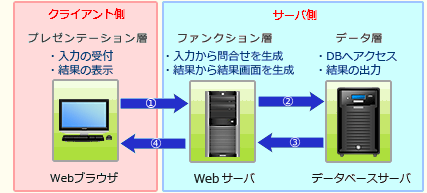 クライアント側
サーバ側
プレゼンテーション層
・入力の受付
・結果の表示
ファンクション層
・入力から問合せを生成
・結果から結果画面を生成
データ層
・DBへアクセス
・結果の出力
①
②
③
④
Webブラウザ
Webサーバ
データベースサーバ